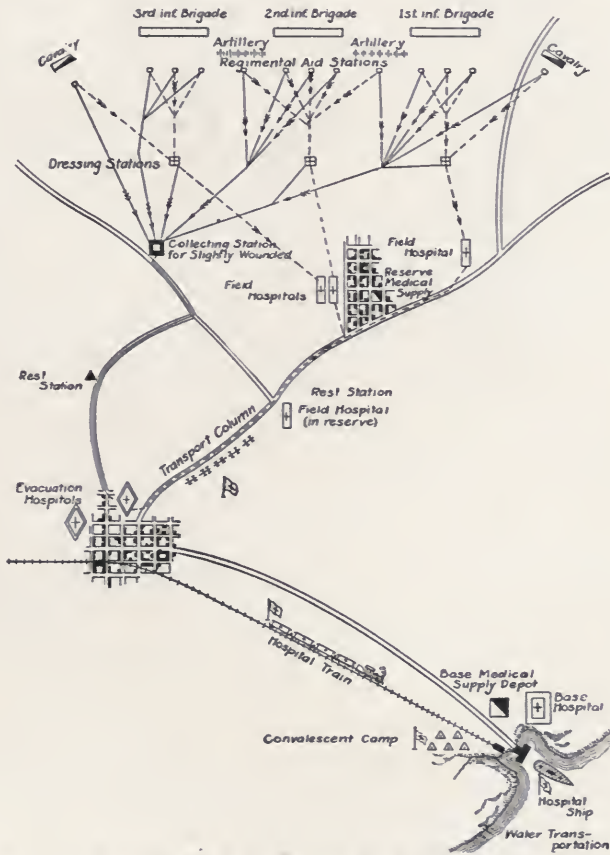 3rd inf. Brigade 2nd inf. Brigade 1st inf. Brigade
Artillery Artillery
Cavalry Regimental Aid Stations Cavalry
Dressing Stations
Collecting Station
for Slightly Wounded
Field
Hospital
Field
Hospitals
Reserve
Medical
Supply
Rest
Station
Rest Station
Field Hospital
(in reserve)
Transport Column
Evacuation
Hospitals
Hospital Train
Base Medical
Supply Depot
Base
Hospital
Convalescent Camp
Hospital
Ship
Water Trans-
portation